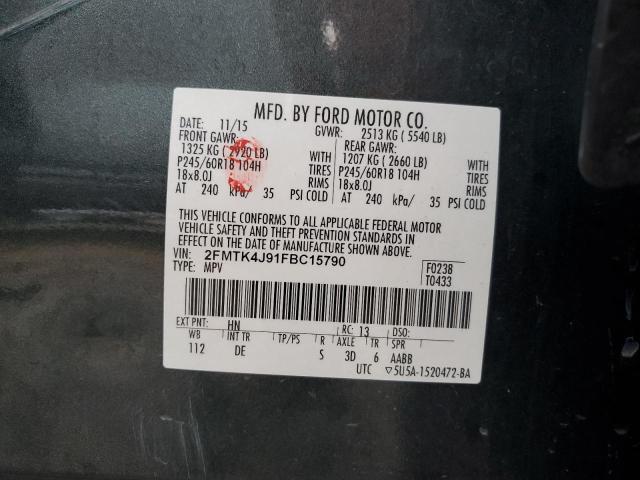 MFD. BY FORD MOTOR CO.
DATE: 11/15 GVWR: 2513 KG ( 5540 LB)
FRONT GAWR: REAR GAWR:
1325 KG ( 2920 LB) WITH 1207 KG ( 2660 LB) WITH
P245/60R18 104H TIRES P245/60R18 104H TIRES
18x8.0J RIMS 18x8.0J RIMS
AT 240 kPa/ 35 PSI COLD AT 240 kPa/ 35 PSI COLD
THIS VEHICLE CONFORMS TO ALL APPLICABLE FEDERAL MOTOR
VEHICLE SAFETY AND THEFT PREVENTION STANDARDS IN
EFFECT ON THE DATE OF MANUFACTURE SHOWN ABOVE.
VIN: 2FMTK4J91FBC15790 F0238
TYPE: MPV T0433
EXT PNT: HN RC: 13 DSO:
WB INT TR TP/PS R AXLE TR SPR
112 DE S 3D 6 AABB
UTC ▽5U5A-1520472-BA